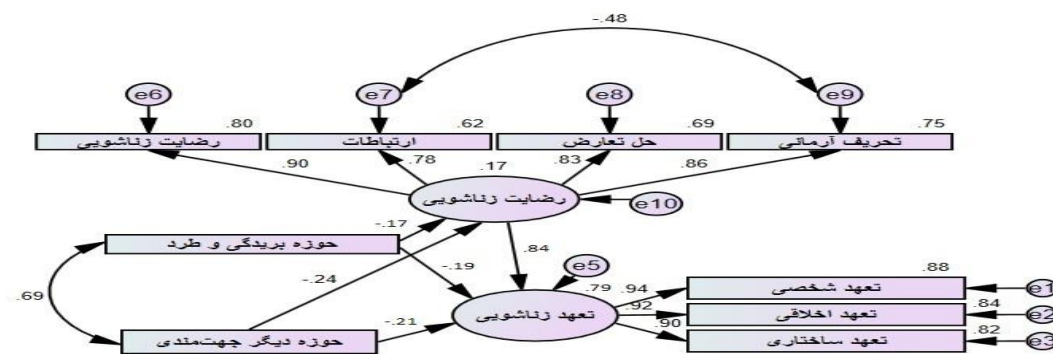 -.48
e6
e7
e8
e9
.80
.62
.69
.75
رضایت زناشویی
ارتباطات
حل تعارض
تحریف آرمانی
.90
.78
.17
.83
.86
رضایت زناشویی
e10
-.17
حوزه بریدگی و طرد
.84
-.24
-.19
e5
.88
.69
.79
.94
تعهد شخصی
e1
تعهد زناشویی
.92
تعهد اخلاقی
.84
e2
-.21
.90
.82
حوزه دیگر جهت‌مندی
تعهد ساختاری
e3